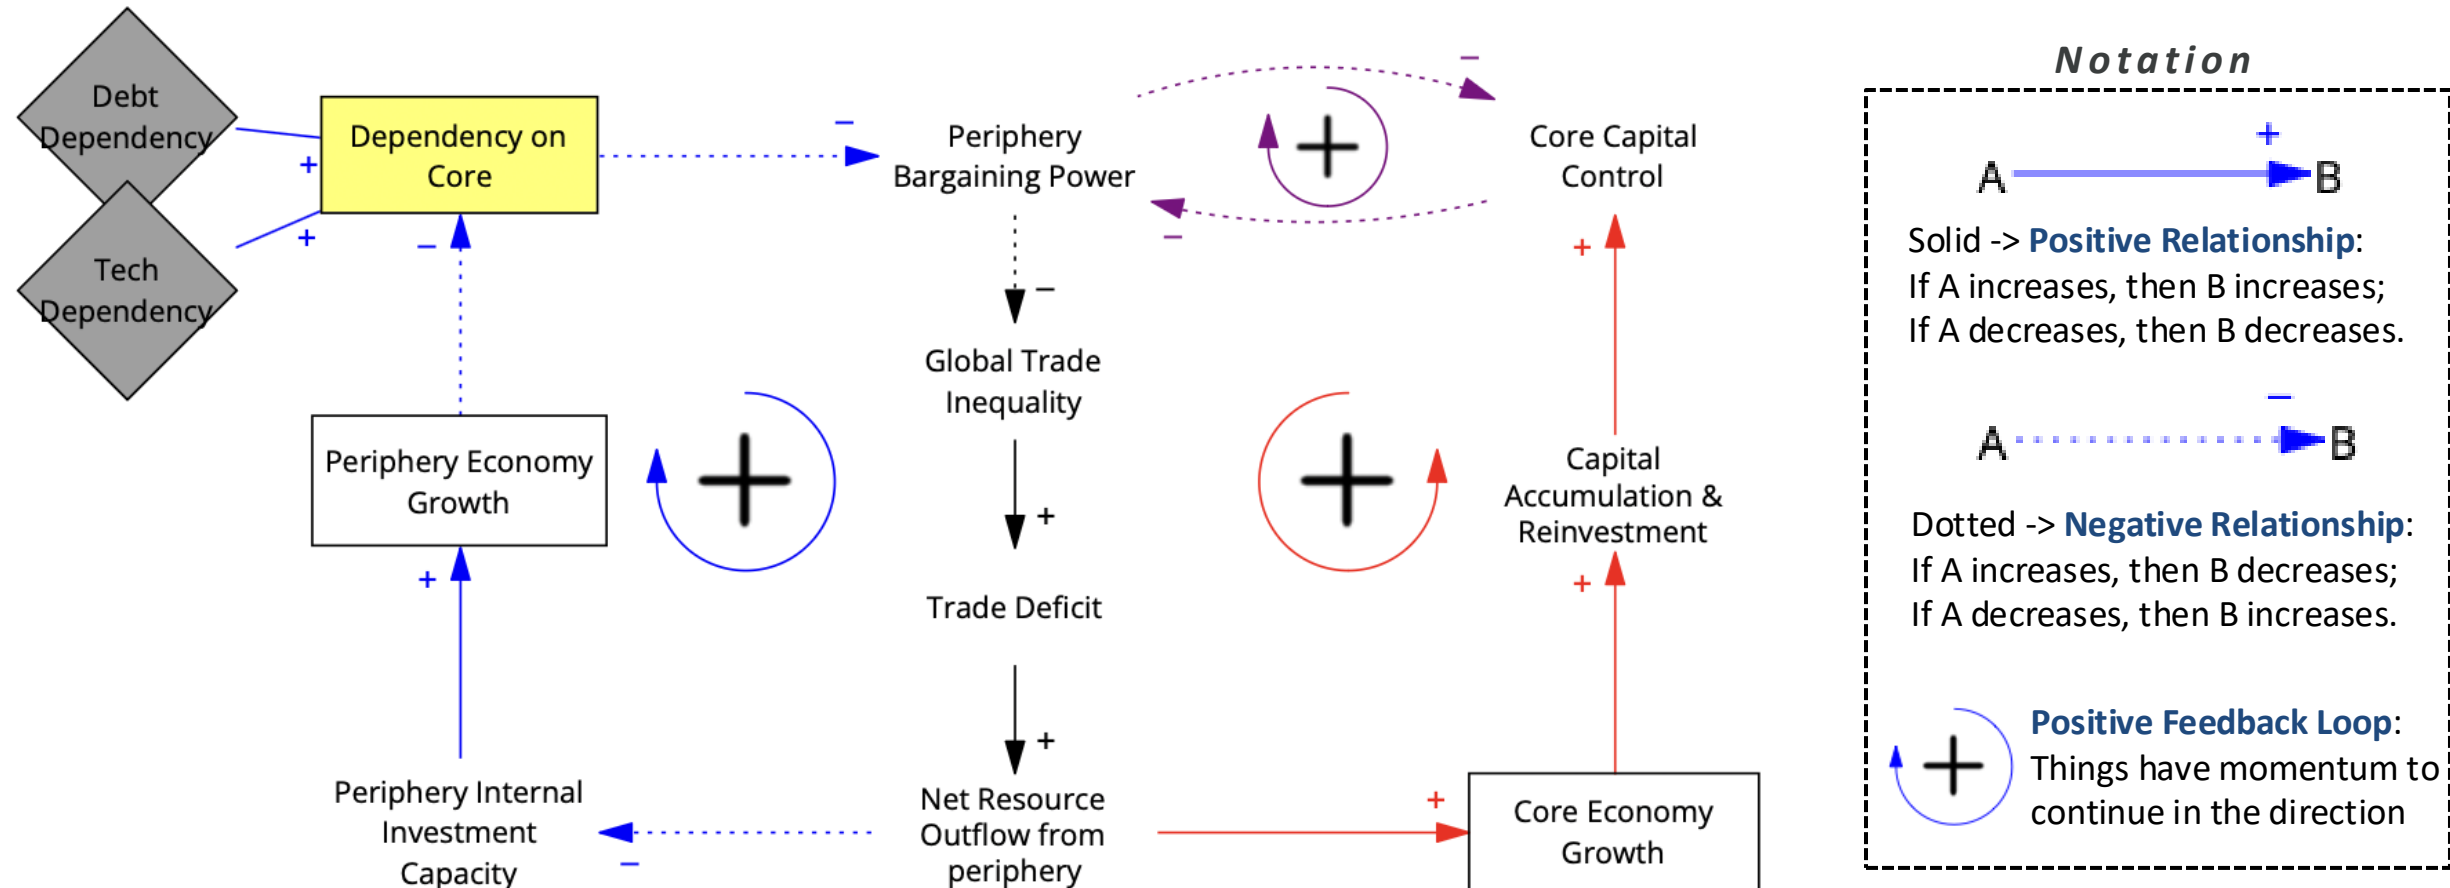 Debt
Dependency
Tech
Dependency
+
+
Dependency on
Core
−
−
Periphery Economy
Growth
+
+
Periphery Internal
Investment
Capacity
−
Periphery
Bargaining Power
−
Global Trade
Inequality
+
Trade Deficit
+
Net Resource
Outflow from
periphery
−
+
−
Core Capital
Control
+
+
Capital
Accumulation &
Reinvestment
+
+
Core Economy
Growth
Notation
+
A B
Solid -> Positive Relationship:
If A increases, then B increases;
If A decreases, then B decreases.
−
A B
Dotted -> Negative Relationship:
If A increases, then B decreases;
If A decreases, then B increases.
+
Positive Feedback Loop:
Things have momentum to
continue in the direction